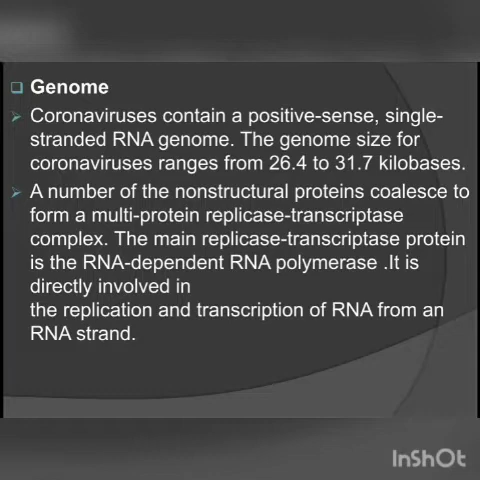 Genome
Coronaviruses contain a positive-sense, single-
stranded RNA genome. The genome size for
coronaviruses ranges from 26.4 to 31.7 kilobases.
A number of the nonstructural proteins coalesce to
form a multi-protein replicase-transcriptase
complex. The main replicase-transcriptase protein
is the RNA-dependent RNA polymerase .It is
directly involved in
the replication and transcription of RNA from an
RNA strand.
InShOt